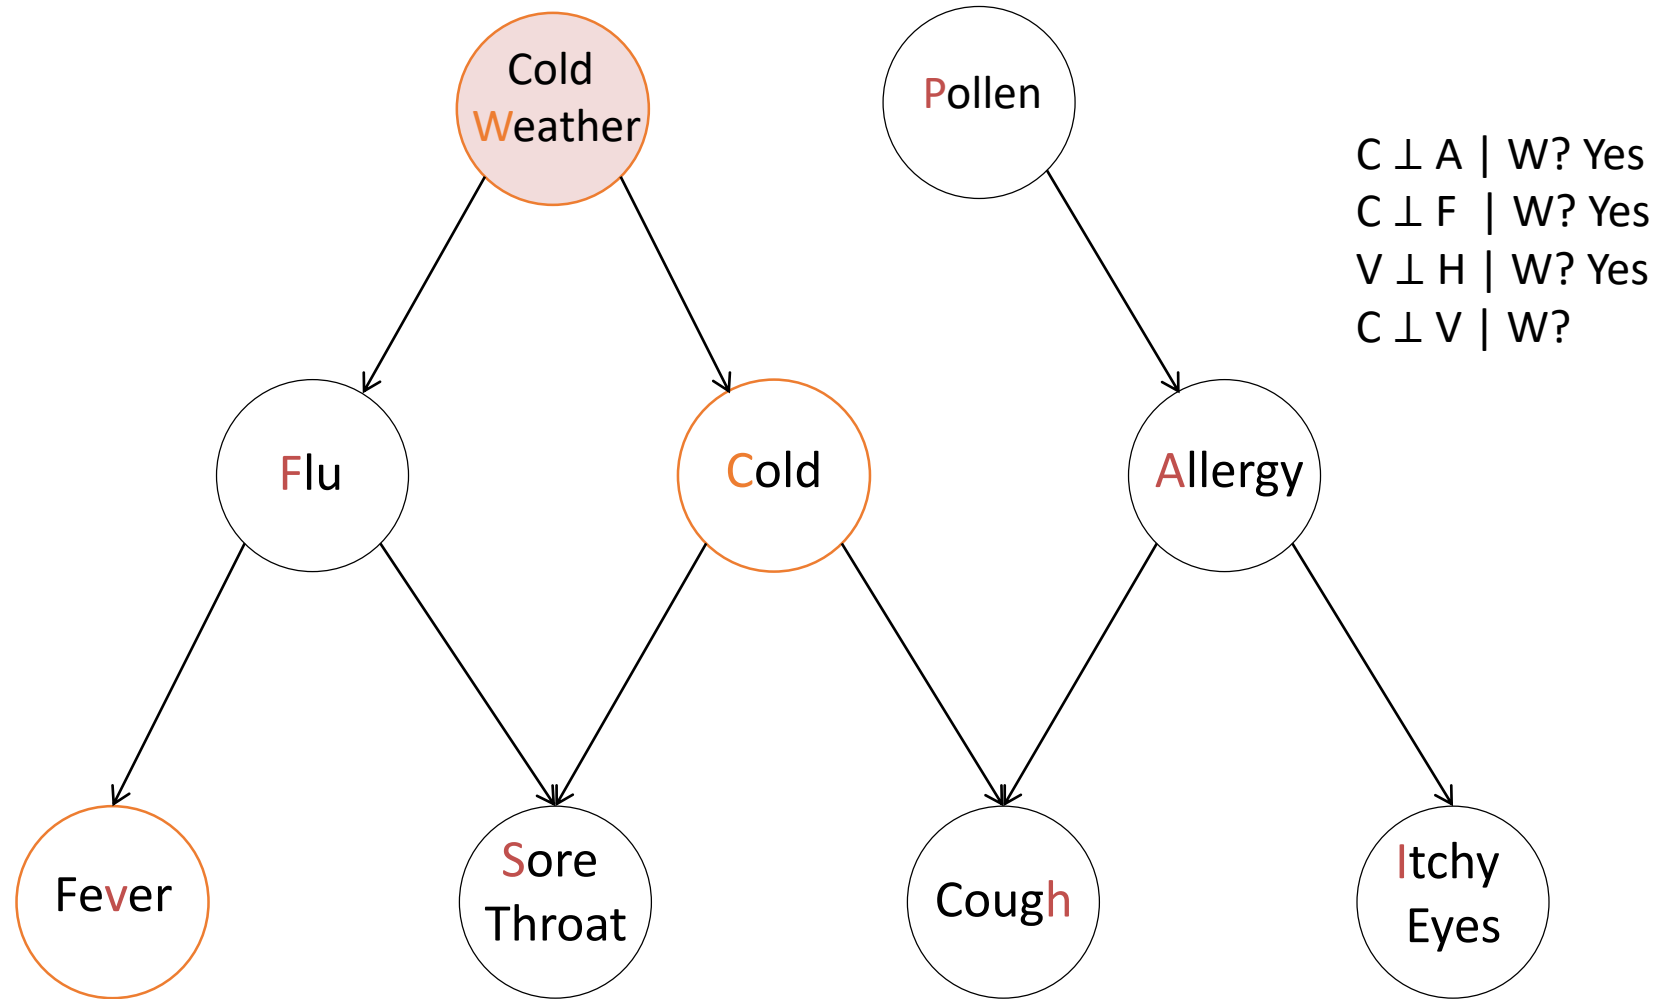 Cold
Weather
Pollen
C ⊥ A | W? Yes
C ⊥ F | W? Yes
V ⊥ H | W? Yes
C ⊥ V | W?
Flu
Cold
Allergy
Fever
Sore
Throat
Cough
Itchy
Eyes